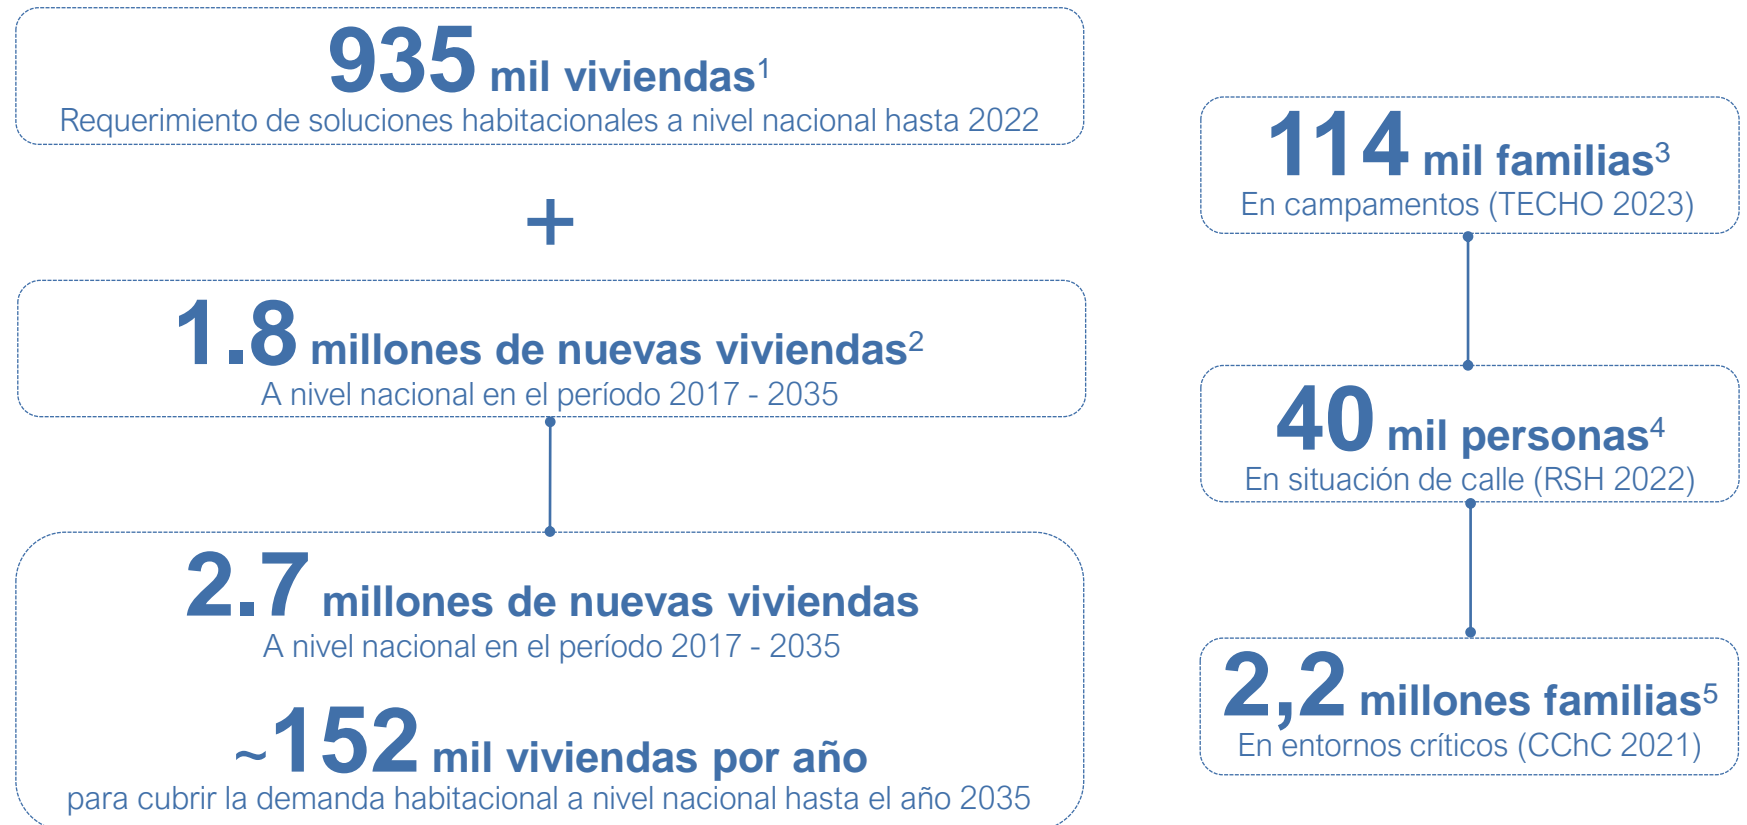 935 mil viviendas¹
Requerimiento de soluciones habitacionales a nivel nacional hasta 2022
+
1.8 millones de nuevas viviendas²
A nivel nacional en el período 2017 - 2035
2.7 millones de nuevas viviendas
A nivel nacional en el período 2017 - 2035
~152 mil viviendas por año
para cubrir la demanda habitacional a nivel nacional hasta el año 2035
114 mil familias³
En campamentos (TECHO 2023)
40 mil personas⁴
En situación de calle (RSH 2022)
2,2 millones familias⁵
En entornos críticos (CChC 2021)